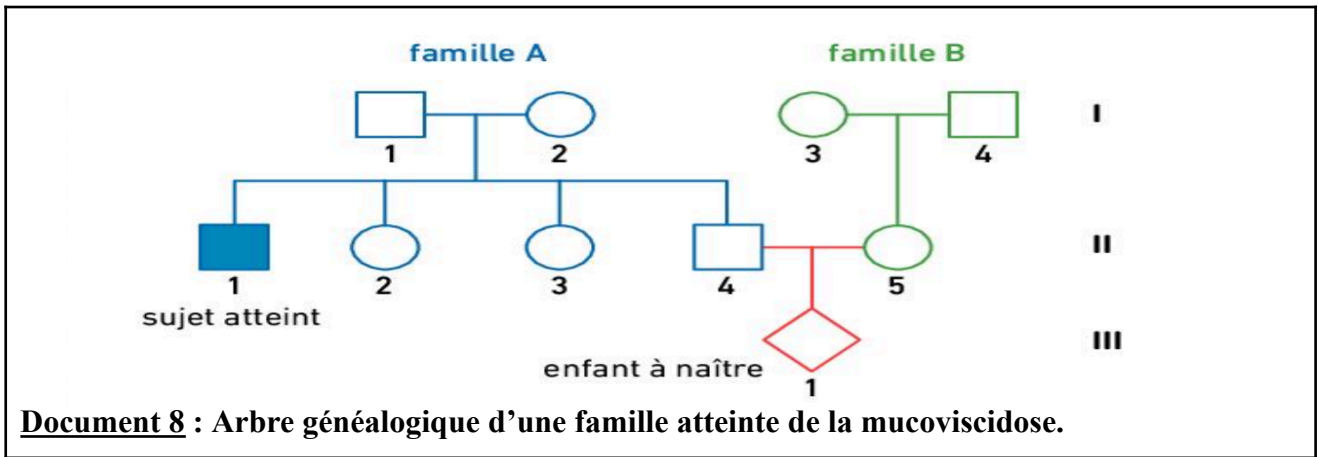 famille A famille B
I
1 2 3 4
II
1 2 3 4 5
sujet atteint
III
enfant à naître
1
Document 8 : Arbre généalogique d’une famille atteinte de la mucoviscidose.